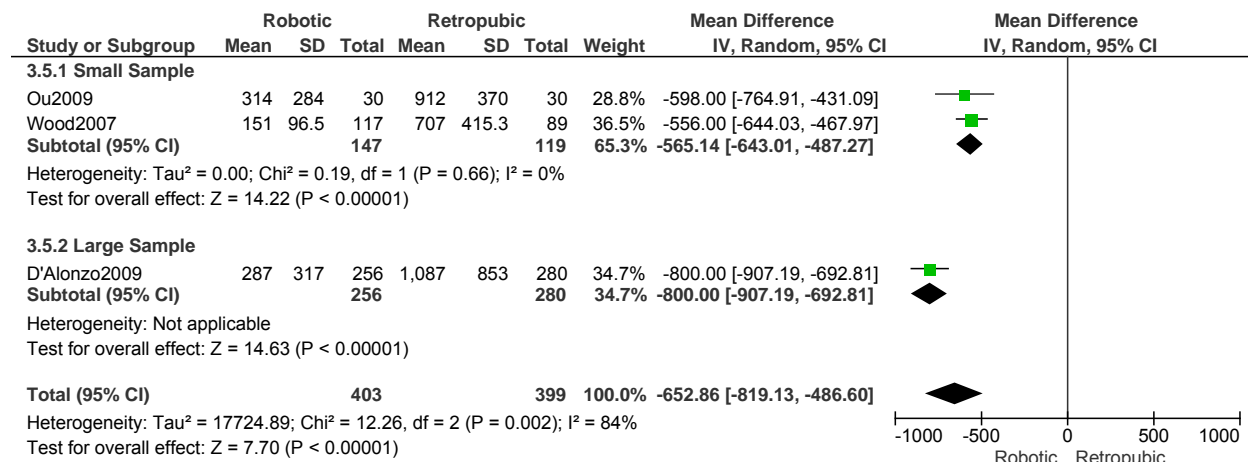 Robotic Retropubic Mean Difference Mean Difference
Study or Subgroup Mean SD Total Mean SD Total Weight IV, Random, 95% CI IV, Random, 95% CI
3.5.1 Small Sample
Ou2009 314 284 30 912 370 30 28.8% -598.00 [-764.91, -431.09]
Wood2007 151 96.5 117 707 415.3 89 36.5% -556.00 [-644.03, -467.97]
Subtotal (95% CI) 147 119 65.3% -565.14 [-643.01, -487.27]
Heterogeneity: Tau² = 0.00; Chi² = 0.19, df = 1 (P = 0.66); I² = 0%
Test for overall effect: Z = 14.22 (P < 0.00001)
3.5.2 Large Sample
D'Alonzo2009 287 317 256 1,087 853 280 34.7% -800.00 [-907.19, -692.81]
Subtotal (95% CI) 256 280 34.7% -800.00 [-907.19, -692.81]
Heterogeneity: Not applicable
Test for overall effect: Z = 14.63 (P < 0.00001)
Total (95% CI) 403 399 100.0% -652.86 [-819.13, -486.60]
Heterogeneity: Tau² = 17724.89; Chi² = 12.26, df = 2 (P = 0.002); I² = 84%
Test for overall effect: Z = 7.70 (P < 0.00001)
-1000 -500 0 500 1000
Robotic Retropubic